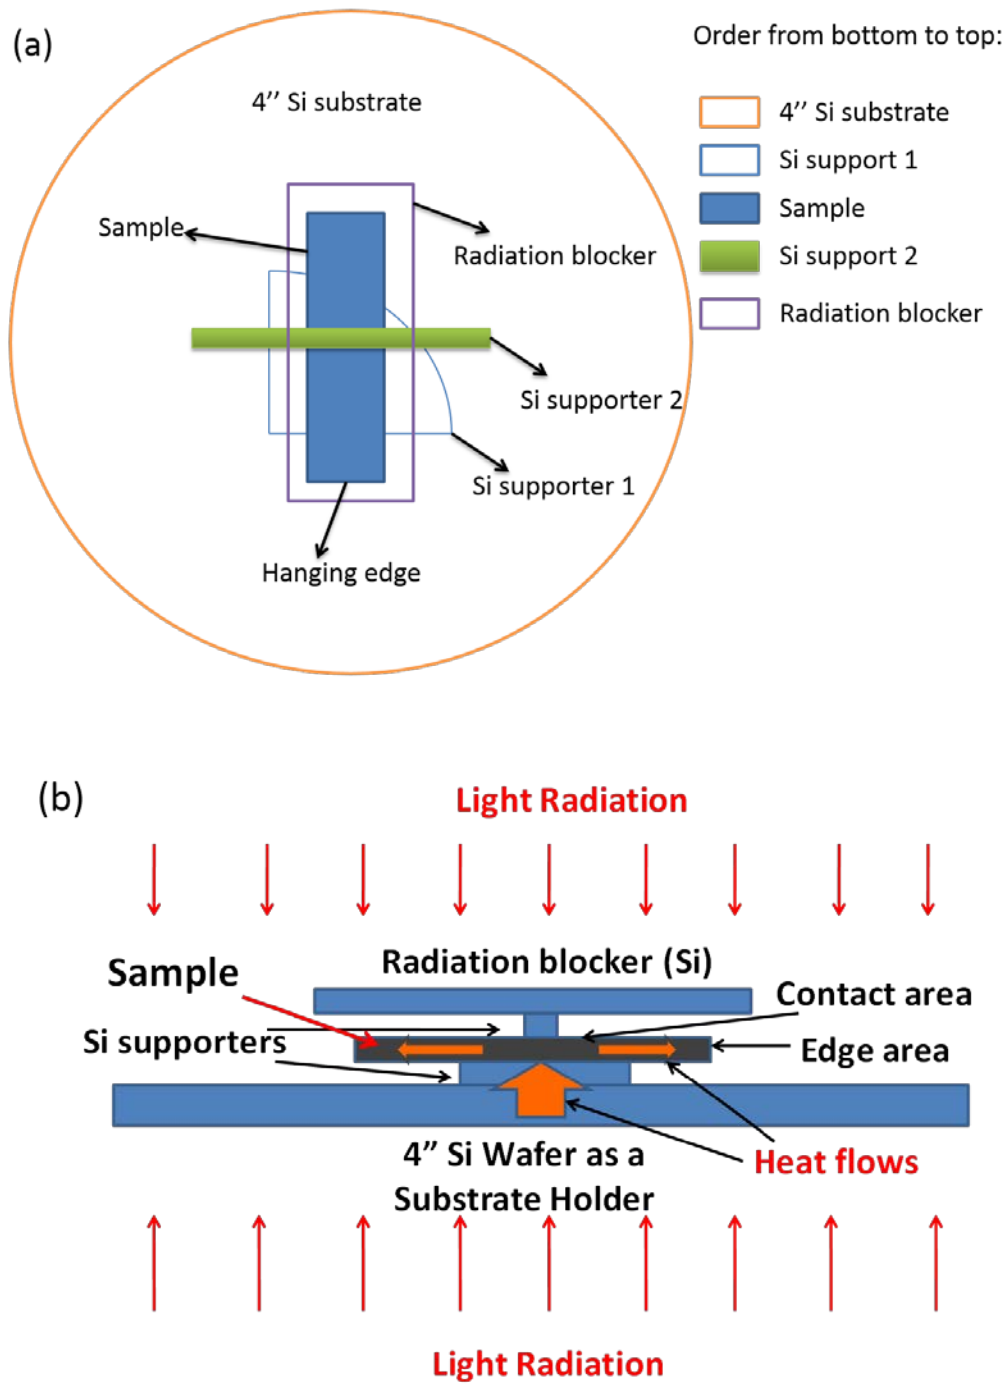 (a)
Order from bottom to top:
4’’ Si substrate
4’’ Si substrate
Si support 1
Sample
Si support 2
Radiation blocker
Sample
Radiation blocker
Si supporter 2
Si supporter 1
Hanging edge
(b)
Light Radiation
Radiation blocker (Si)
Sample
Contact area
Si supporters
Edge area
4” Si Wafer as a
Substrate Holder
Heat flows
Light Radiation